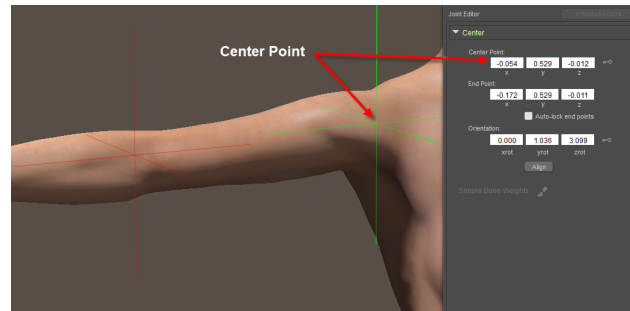 Joint Editor
Center
Center Point
Center Point:
-0.054 0.529 -0.012
x y z
End Point:
-0.172 0.529 -0.011
x y z
Auto-lock end points
Orientation:
0.000 1.036 3.099
xrot yrot zrot
Align
Simple Bone Weights